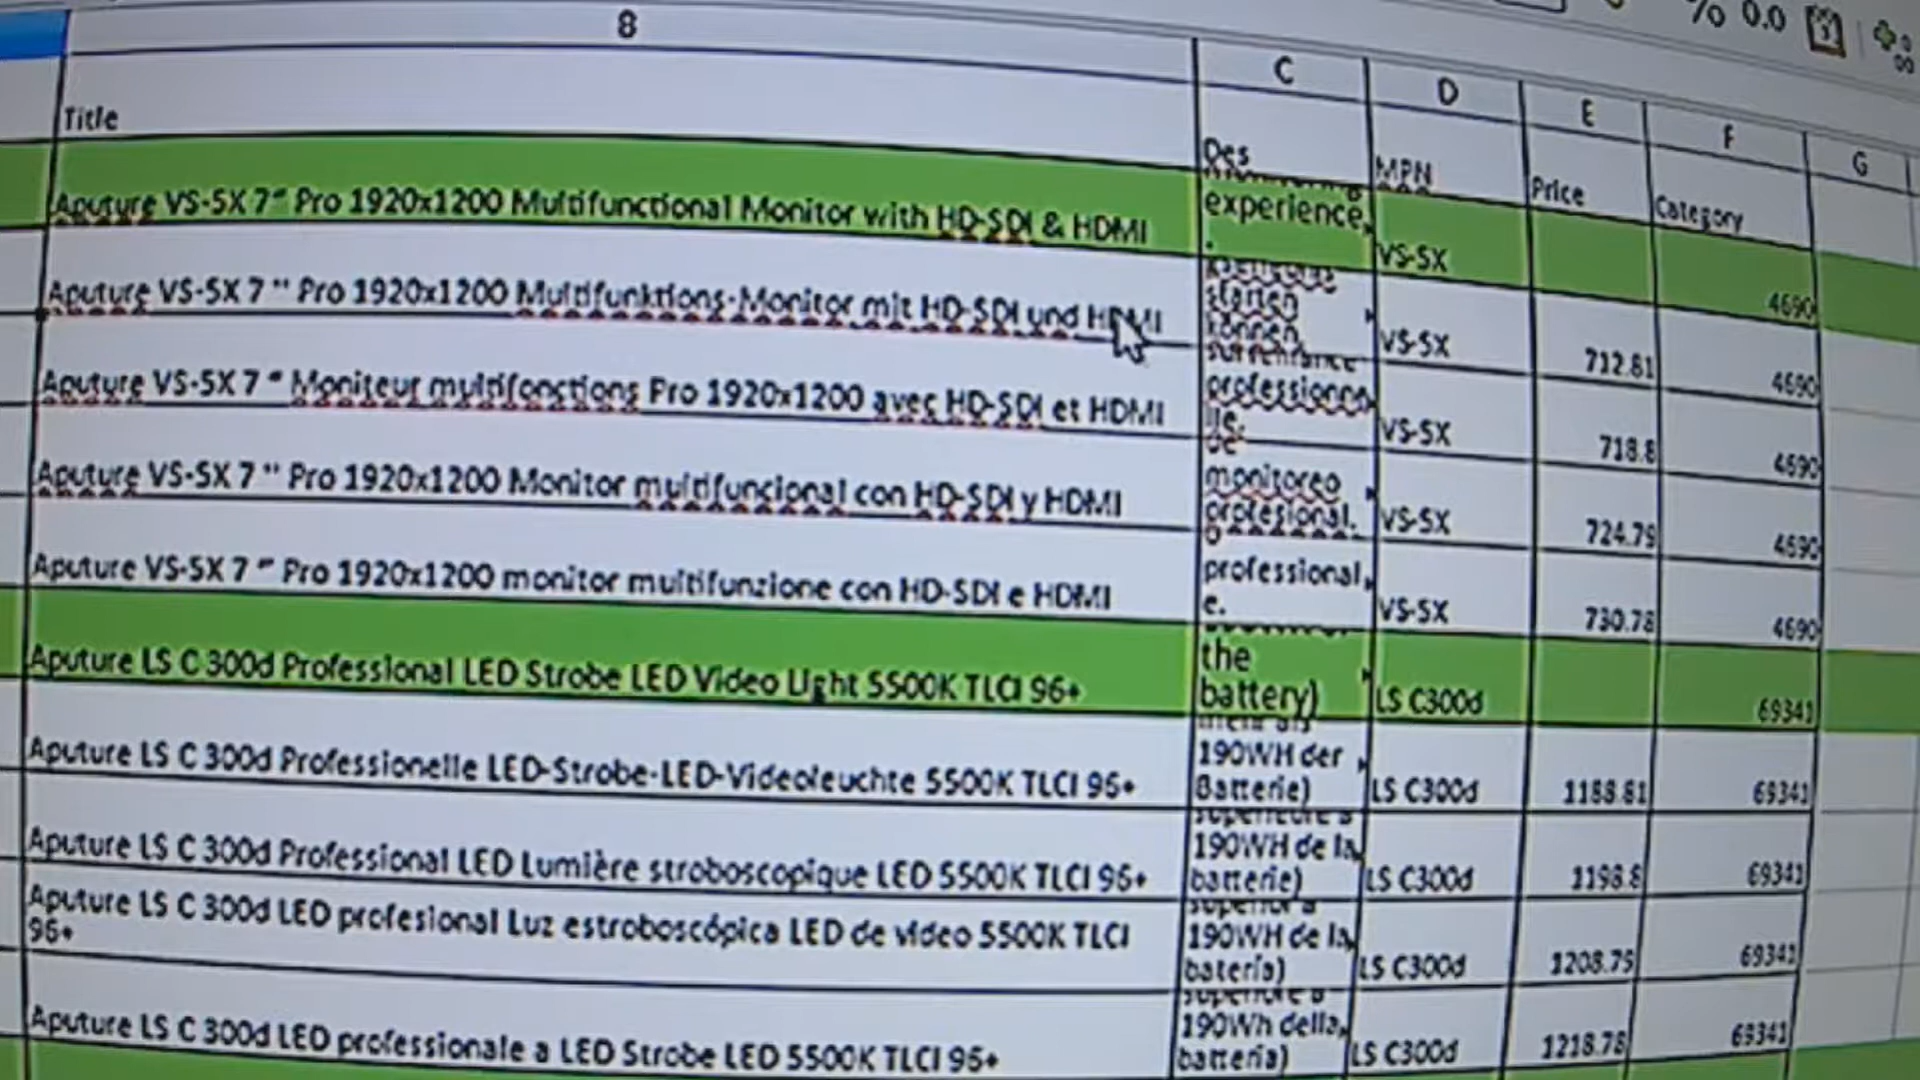 % 0.0
B C D E F G
Title Des MPN Price Category
Aputure VS-5X 7" Pro 1920x1200 Multifunctional Monitor with HD-SDI & HDMI experience, VS-5X 4690
Aputure VS-5X 7 " Pro 1920x1200 Multifunktions-Monitor mit HD-SDI und HDMI starten können VS-5X 712.81 4690
Aputure VS-5X 7 " Moniteur multifonctions Pro 1920x1200 avec HD-SDI et HDMI professionnelle. VS-5X 718.8 4690
Aputure VS-5X 7 " Pro 1920x1200 Monitor multifuncional con HD-SDI y HDMI de monitoreo profesional. VS-5X 724.79 4690
Aputure VS-5X 7 " Pro 1920x1200 monitor multifunzione con HD-SDI e HDMI professionale. VS-5X 730.78 4690
Aputure LS C 300d Professional LED Strobe LED Video Light 5500K TLCI 96+ the battery) LS C300d 69341
Aputure LS C 300d Professionelle LED-Strobe-LED-Videoleuchte 5500K TLCI 96+ 190WH der Batterie) LS C300d 1188.81 69341
Aputure LS C 300d Professional LED Lumière stroboscopique LED 5500K TLCI 96+ 190WH de la batterie) LS C300d 1198.8 69341
Aputure LS C 300d LED profesional Luz estroboscópica LED de vídeo 5500K TLCI
96+ superior a 190WH de la batería) LS C300d 1208.79 69341
Aputure LS C 300d LED professionale a LED Strobe LED 5500K TLCI 96+ superiore a 190Wh della batteria) LS C300d 1218.78 69341